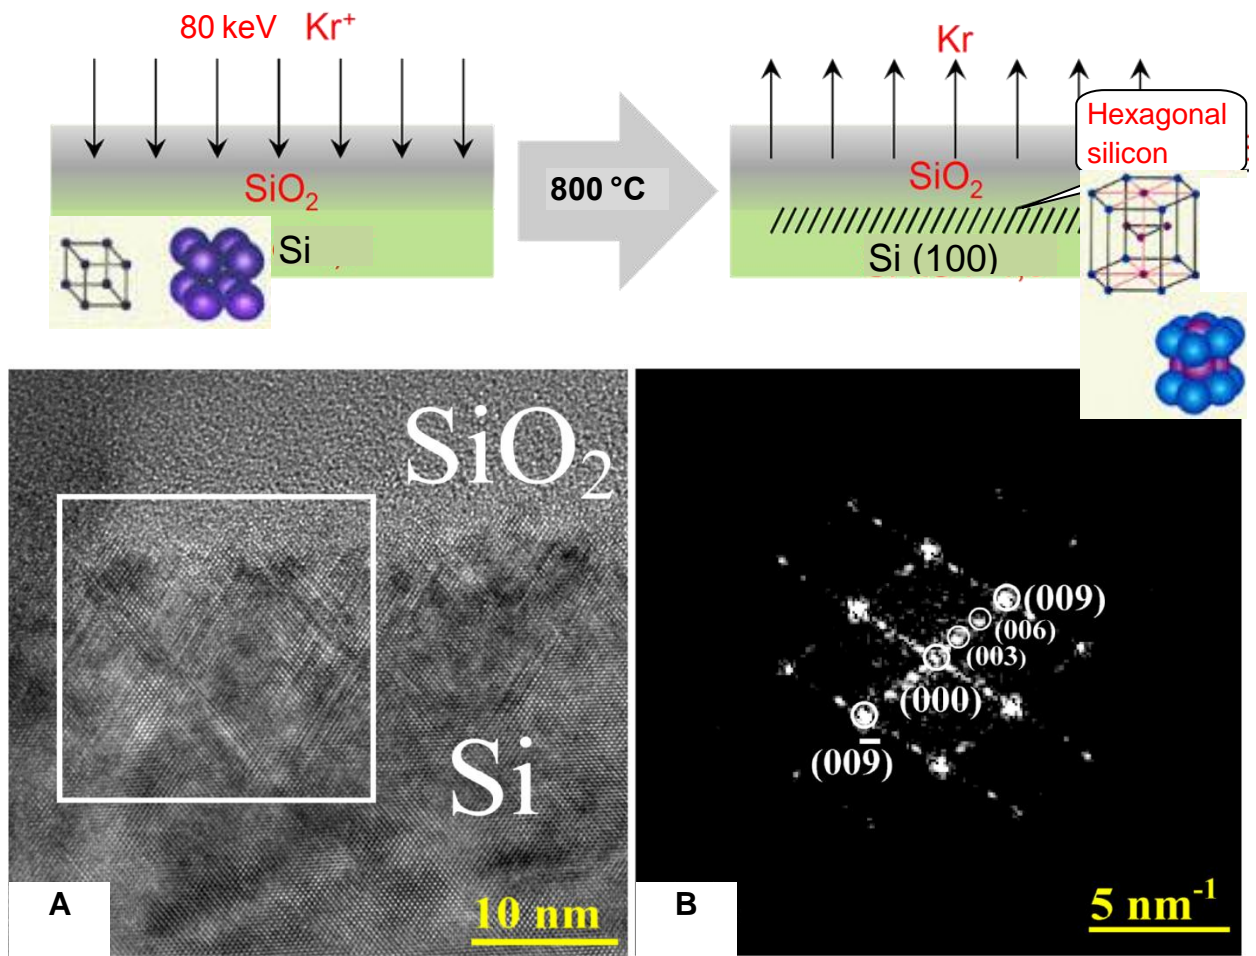 80 keV Kr⁺
Kr
Hexagonal
silicon
SiO₂
800 °C
SiO₂
Si
Si (100)
SiO₂
Si
A
10 nm
(009)
(006)
(003)
(000)
(009̅)
B
5 nm⁻¹